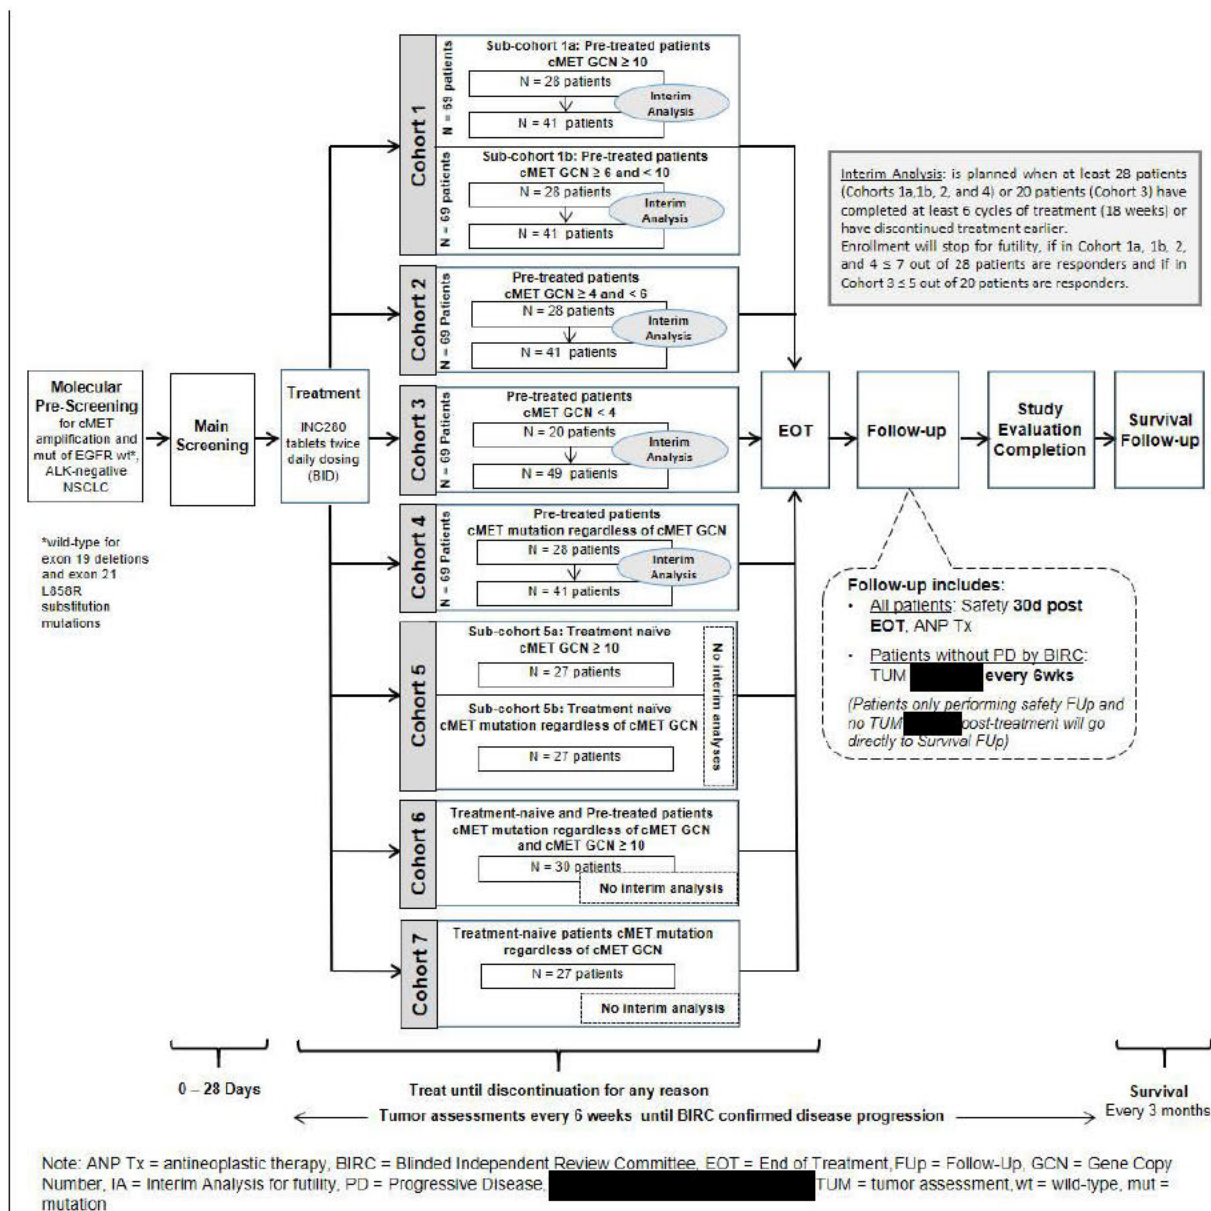 Cohort 1
N = 69 patients
Sub-cohort 1a: Pre-treated patients
cMET GCN ≥ 10
N = 28 patients
Interim
Analysis
N = 41 patients
N = 69 patients
Sub-cohort 1b: Pre-treated patients
cMET GCN ≥ 6 and < 10
N = 28 patients
Interim
Analysis
N = 41 patients
Interim Analysis: is planned when at least 28 patients
(Cohorts 1a,1b, 2, and 4) or 20 patients (Cohort 3) have
completed at least 6 cycles of treatment (18 weeks) or
have discontinued treatment earlier.
Enrollment will stop for futility, if in Cohort 1a, 1b, 2,
and 4 ≤ 7 out of 28 patients are responders and if in
Cohort 3 ≤ 5 out of 20 patients are responders.
Cohort 2
N = 69 Patients
Pre-treated patients
cMET GCN ≥ 4 and < 6
N = 28 patients
Interim
Analysis
N = 41 patients
Molecular
Pre-Screening
for cMET
amplification and
mut of EGFR wt*,
ALK-negative
NSCLC
*wild-type for
exon 19 deletions
and exon 21
L858R
substitution
mutations
Main
Screening
Treatment
INC280
tablets twice
daily dosing
(BID)
Cohort 3
N = 69 Patients
Pre-treated patients
cMET GCN < 4
N = 20 patients
Interim
Analysis
N = 49 patients
EOT
Follow-up
Study
Evaluation
Completion
Survival
Follow-up
Cohort 4
N = 69 Patients
Pre-treated patients
cMET mutation regardless of cMET GCN
N = 28 patients
Interim
Analysis
N = 41 patients
Follow-up includes:
• All patients: Safety 30d post
EOT, ANP Tx
• Patients without PD by BIRC:
TUM every 6wks
(Patients only performing safety FUp and
no TUM post-treatment will go
directly to Survival FUp)
Cohort 5
Sub-cohort 5a: Treatment naïve
cMET GCN ≥ 10
N = 27 patients
Sub-cohort 5b: Treatment naïve
cMET mutation regardless of cMET GCN
N = 27 patients
No interim analyses
Cohort 6
Treatment-naive and Pre-treated patients
cMET mutation regardless of cMET GCN
and cMET GCN ≥ 10
N = 30 patients
No interim analysis
Cohort 7
Treatment-naive patients cMET mutation
regardless of cMET GCN
N = 27 patients
No interim analysis
0 – 28 Days
Treat until discontinuation for any reason
Tumor assessments every 6 weeks until BIRC confirmed disease progression
Survival
Every 3 months
Note: ANP Tx = antineoplastic therapy, BIRC = Blinded Independent Review Committee, EOT = End of Treatment, FUp = Follow-Up, GCN = Gene Copy
Number, IA = Interim Analysis for futility, PD = Progressive Disease, TUM = tumor assessment, wt = wild-type, mut =
mutation